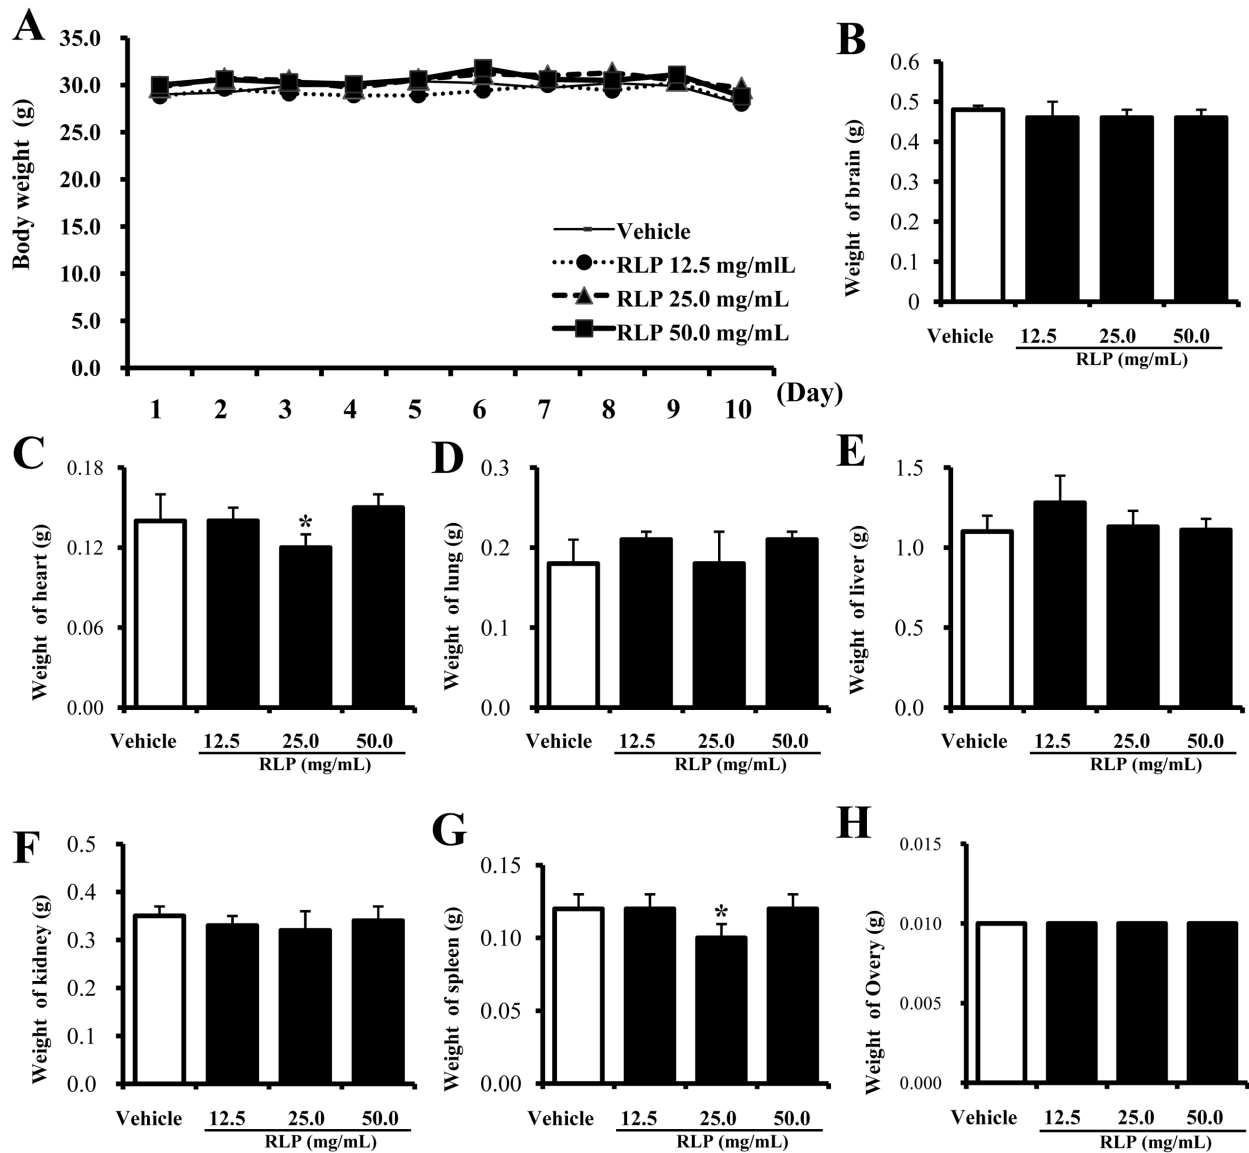 A
35.0
30.0
25.0
20.0
15.0
10.0
5.0
0.0
Body weight (g)
1 2 3 4 5 6 7 8 9 10 (Day)
Vehicle
RLP 12.5 mg/mlL
RLP 25.0 mg/mL
RLP 50.0 mg/mL
B
0.6
0.5
0.4
0.3
0.2
0.1
0
Weight of brain (g)
Vehicle 12.5 25.0 50.0
RLP (mg/mL)
C
0.18
0.12
0.06
0.00
Weight of heart (g)
*
Vehicle 12.5 25.0 50.0
RLP (mg/mL)
D
0.3
0.2
0.1
0.0
Weight of lung (g)
Vehicle 12.5 25.0 50.0
RLP (mg/mL)
E
1.5
1.0
0.5
0.0
Weight of liver (g)
Vehicle 12.5 25.0 50.0
RLP (mg/mL)
F
0.5
0.4
0.3
0.2
0.1
0.0
Weight of kidney (g)
Vehicle 12.5 25.0 50.0
RLP (mg/mL)
G
0.15
0.10
0.05
0.00
Weight of spleen (g)
*
Vehicle 12.5 25.0 50.0
RLP (mg/mL)
H
0.015
0.010
0.005
0.000
Weight of Overy (g)
Vehicle 12.5 25.0 50.0
RLP (mg/mL)